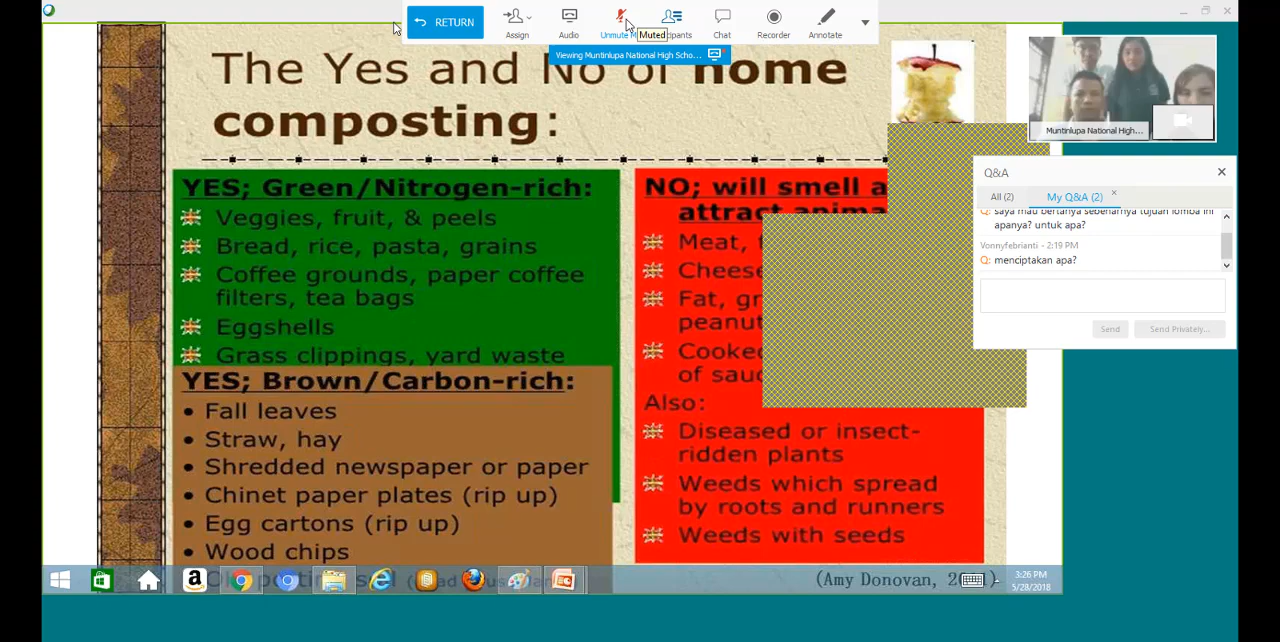 RETURN
Assign
Audio
Unmute M
Muted
ipants
Chat
Recorder
Annotate
Viewing Muntinlupa National High Scho...
The Yes and No of home
composting:
YES; Green/Nitrogen-rich:
Veggies, fruit, & peels
Bread, rice, pasta, grains
Coffee grounds, paper coffee
filters, tea bags
Eggshells
Grass clippings, yard waste
YES; Brown/Carbon-rich:
Fall leaves
Straw, hay
Shredded newspaper or paper
Chinet paper plates (rip up)
Egg cartons (rip up)
Wood chips
NO; will smell a
attract anima
Meat,
Cheese
Fat, gr
peanut
Cooked
of sauc
Also:
Diseased or insect-
ridden plants
Weeds which spread
by roots and runners
Weeds with seeds
(Amy Donovan, 2
Muntinlupa National High...
Q&A
All (2)
My Q&A (2)
Q: saya mau bertanya sebenarnya tujuan lomba ini
apanya? untuk apa?
Vonnyfebrianti - 2:19 PM
Q: menciptakan apa?
Send
Send Privately...
3:26 PM
5/28/2018